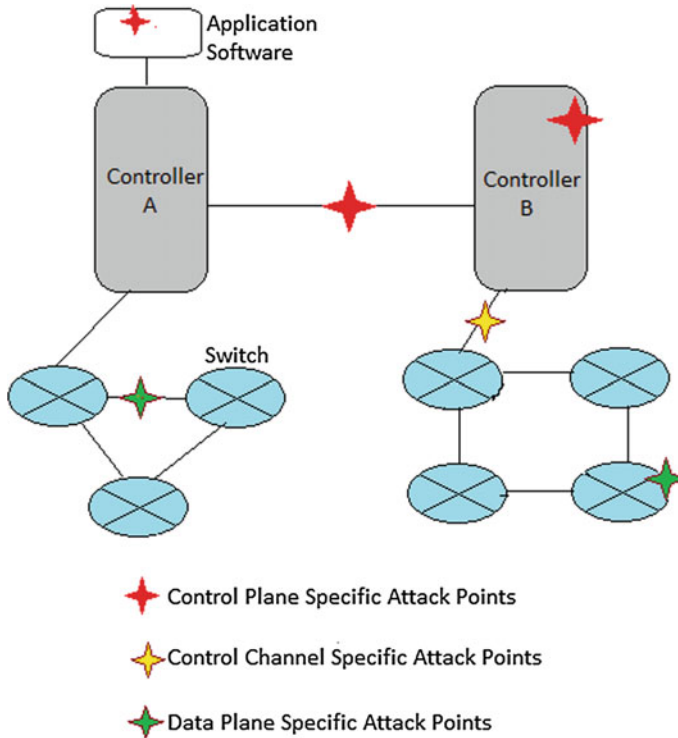 Application
Software
Controller
A
Controller
B
Switch
Control Plane Specific Attack Points
Control Channel Specific Attack Points
Data Plane Specific Attack Points